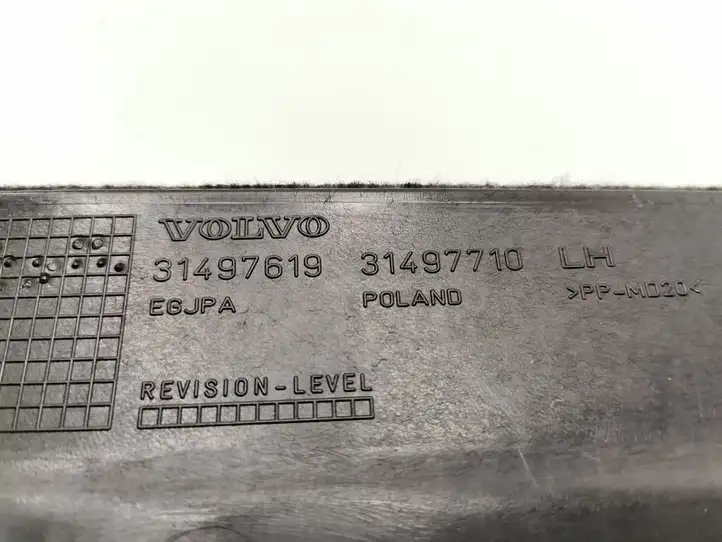 VOLVO
31497619 31497710 LH
EGJPA POLAND >PP-MD20<
REVISION-LEVEL